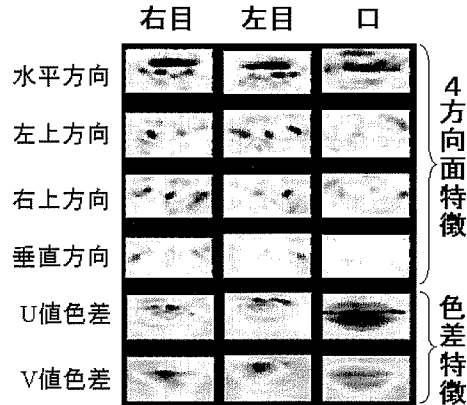 右目 左目 口
水平方向
左上方向
右上方向
垂直方向
U値色差
V値色差
4方向面特徴
色差特徴